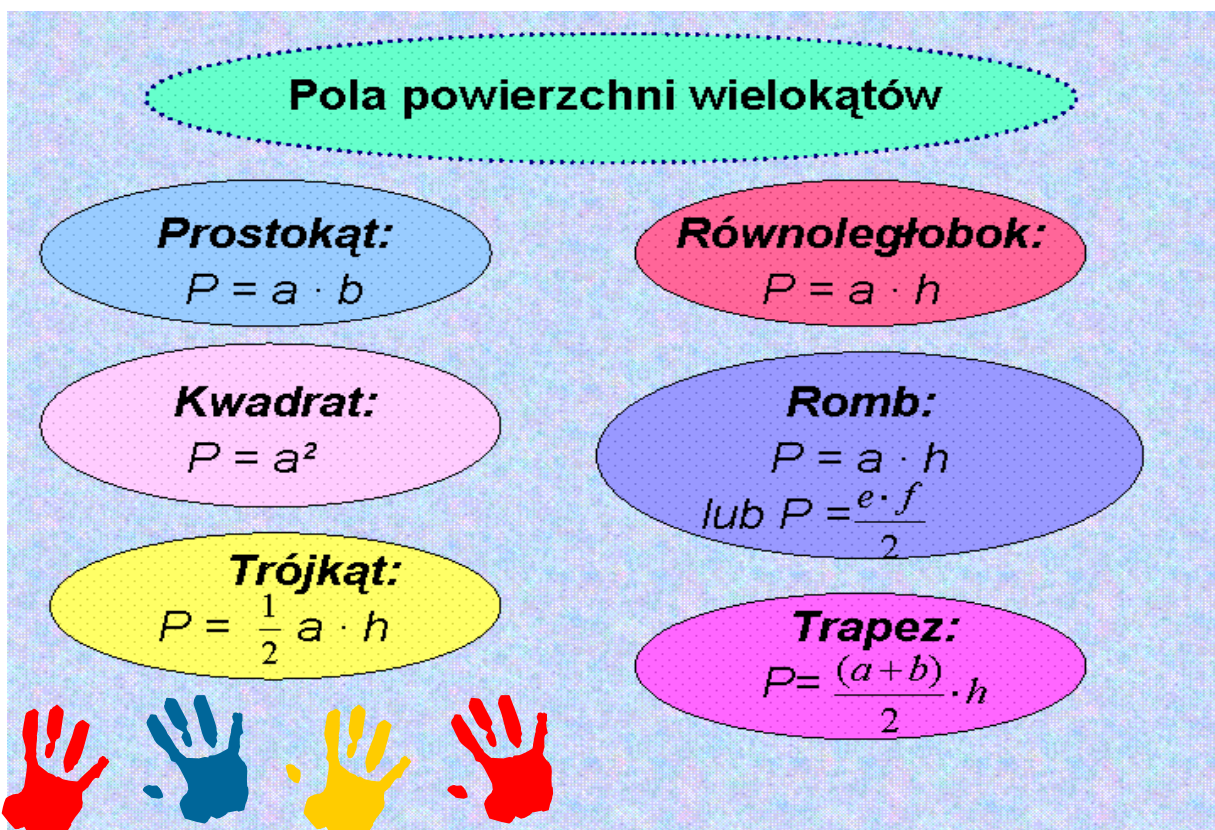 Pola powierzchni wielokątów
Prostokąt:
P = a · b
Kwadrat:
P = a²
Trójkąt:
P = 1/2 a · h
Równoległobok:
P = a · h
Romb:
P = a · h
lub P = e · f / 2
Trapez:
P= (a + b) / 2 · h